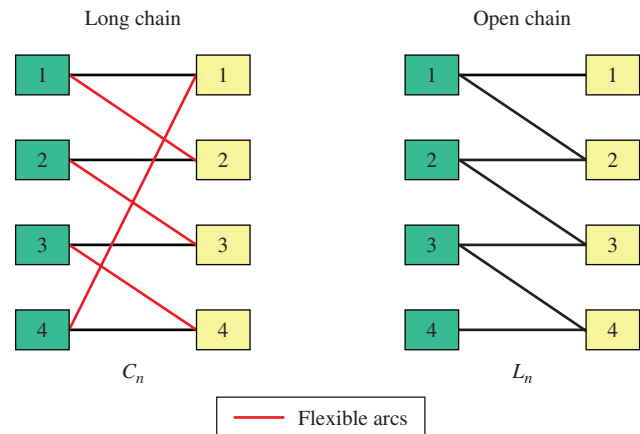 Long chain
Open chain
1 1 1 1
2 2 2 2
3 3 3 3
4 4 4 4
C_n
L_n
Flexible arcs